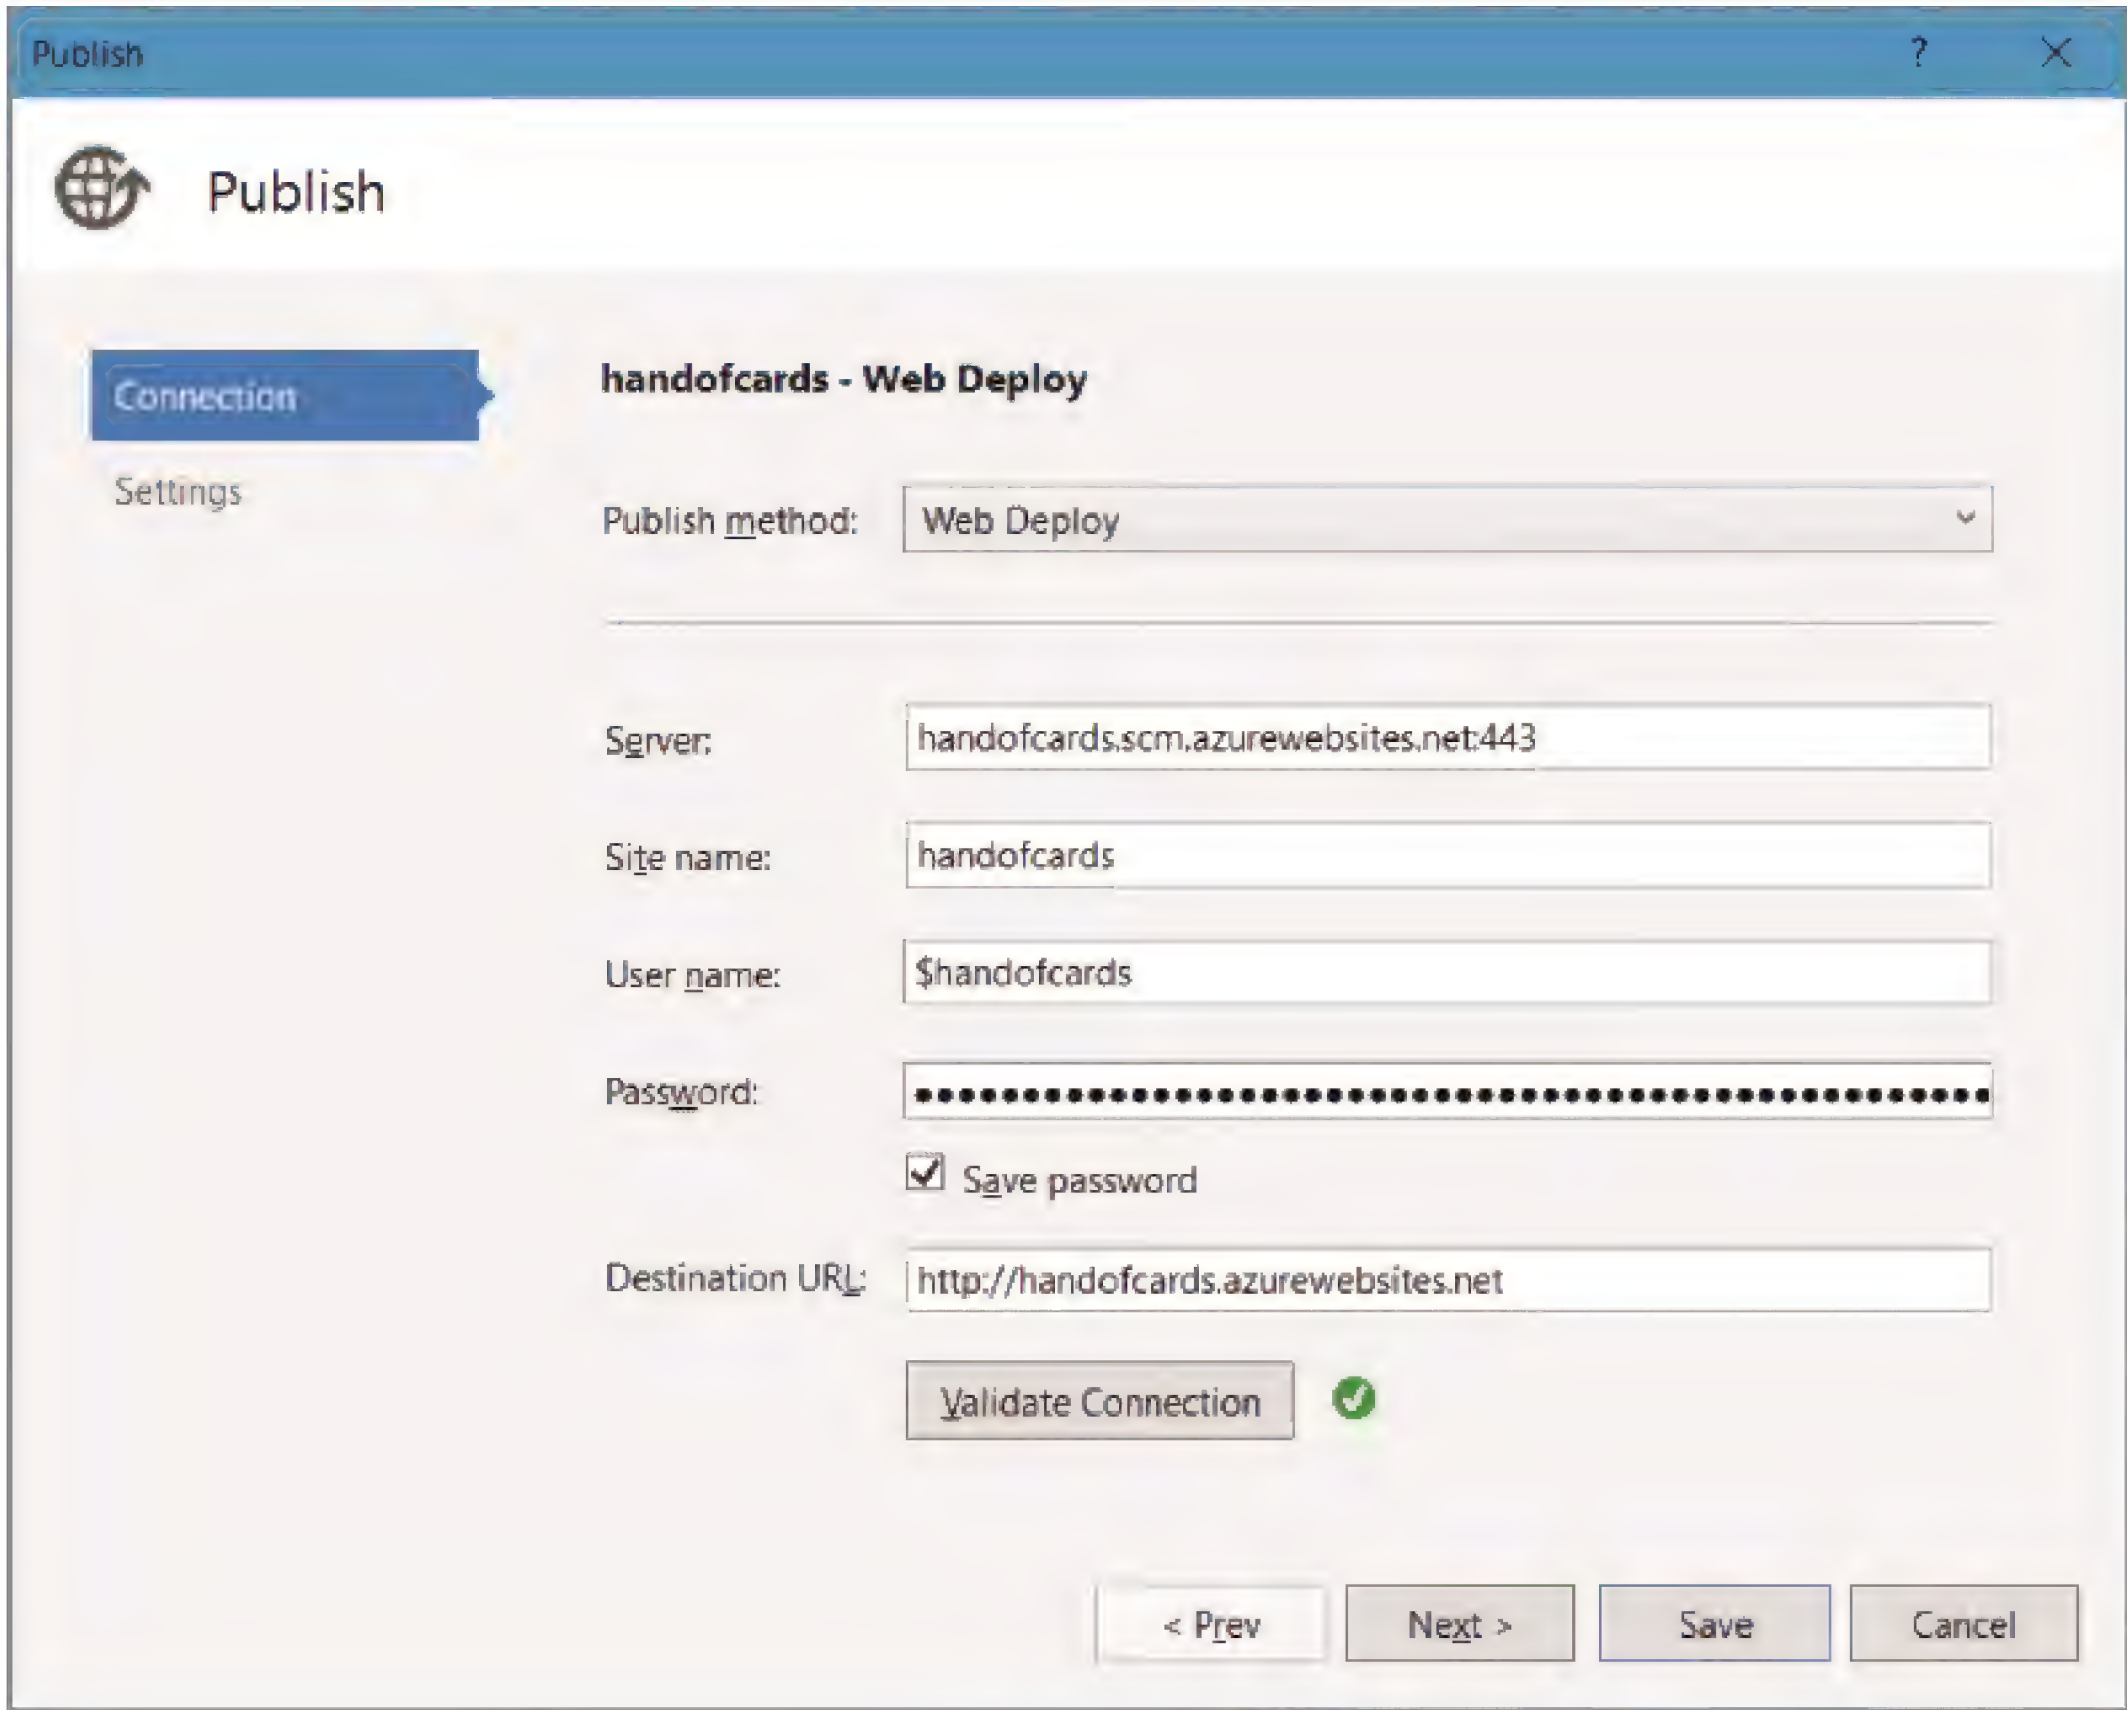 Publish ?
Publish
Connection
Settings
handofcards - Web Deploy
Publish method: Web Deploy
Server: handofcards.scm.azurewebsites.net:443
Site name: handofcards
User name: $handofcards
Password: ••••••••••••••••••••••••••••••••••••••••••••••••••
Save password
Destination URL: http://handofcards.azurewebsites.net
Validate Connection
< Prev Next > Save Cancel